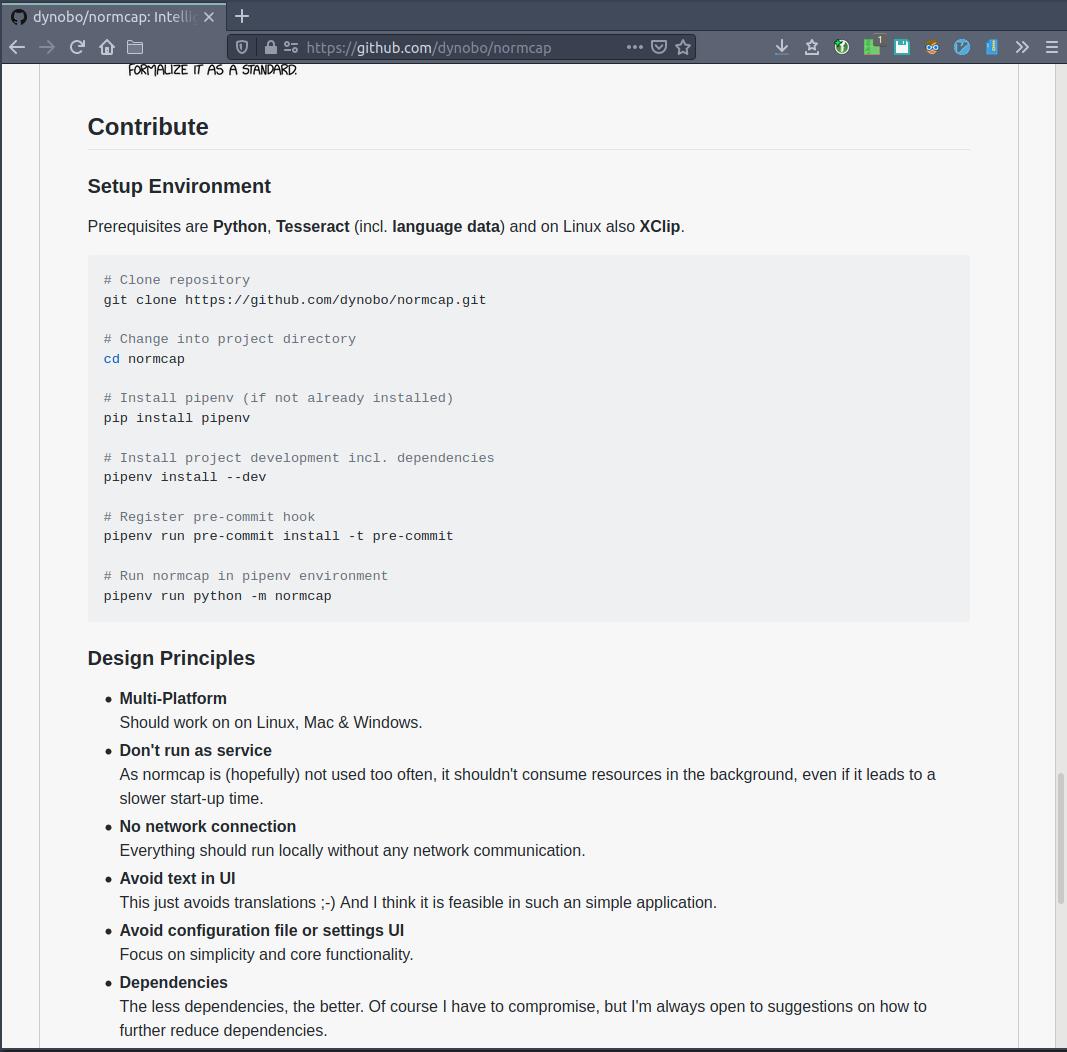 dynobo/normcap: Intelli
https://github.com/dynobo/normcap
1
FORMALIZE IT AS A STANDARD.
Contribute
Setup Environment
Prerequisites are Python, Tesseract (incl. language data) and on Linux also XClip.
# Clone repository
git clone https://github.com/dynobo/normcap.git
# Change into project directory
cd normcap
# Install pipenv (if not already installed)
pip install pipenv
# Install project development incl. dependencies
pipenv install --dev
# Register pre-commit hook
pipenv run pre-commit install -t pre-commit
# Run normcap in pipenv environment
pipenv run python -m normcap
Design Principles
• Multi-Platform
Should work on on Linux, Mac & Windows.
• Don't run as service
As normcap is (hopefully) not used too often, it shouldn't consume resources in the background, even if it leads to a
slower start-up time.
• No network connection
Everything should run locally without any network communication.
• Avoid text in UI
This just avoids translations ;-) And I think it is feasible in such an simple application.
• Avoid configuration file or settings UI
Focus on simplicity and core functionality.
• Dependencies
The less dependencies, the better. Of course I have to compromise, but I'm always open to suggestions on how to
further reduce dependencies.